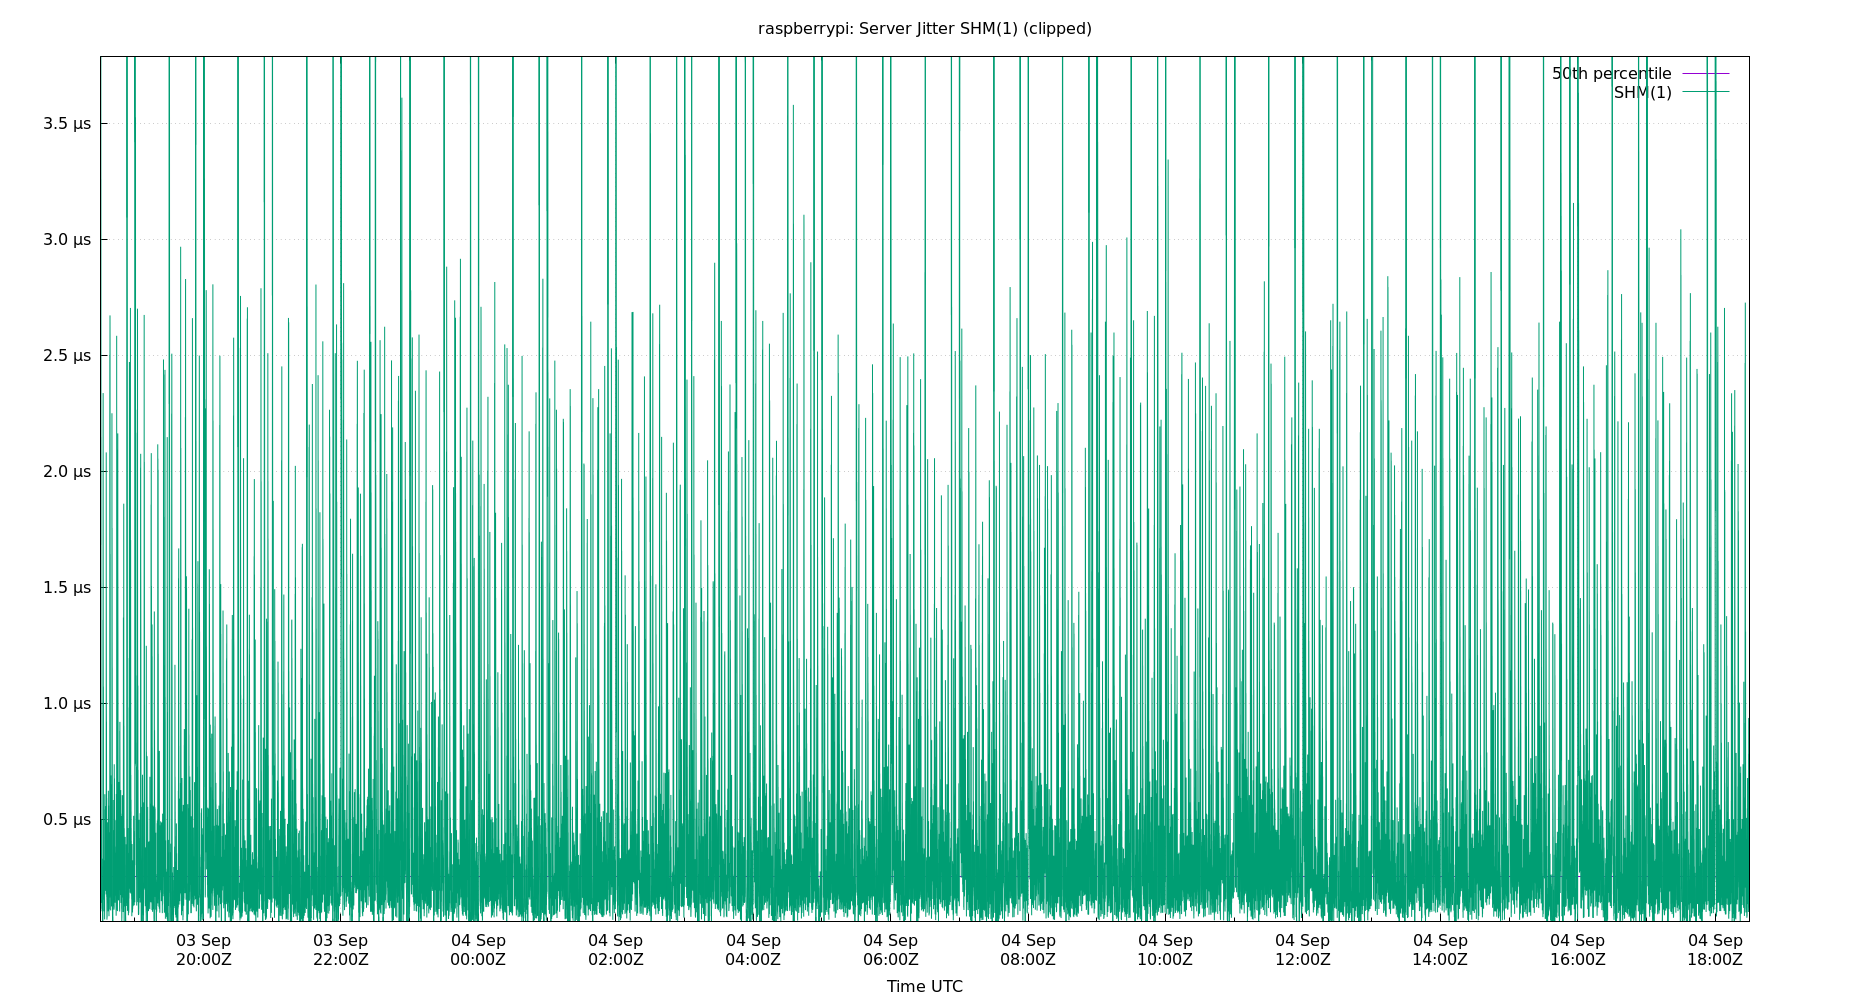 raspberrypi: Server Jitter SHM(1) (clipped)
50th percentile
SHM(1)
3.5 µs
3.0 µs
2.5 µs
2.0 µs
1.5 µs
1.0 µs
0.5 µs
03 Sep 03 Sep 04 Sep 04 Sep 04 Sep 04 Sep 04 Sep 04 Sep 04 Sep 04 Sep 04 Sep 04 Sep
20:00Z 22:00Z 00:00Z 02:00Z 04:00Z 06:00Z 08:00Z 10:00Z 12:00Z 14:00Z 16:00Z 18:00Z
Time UTC